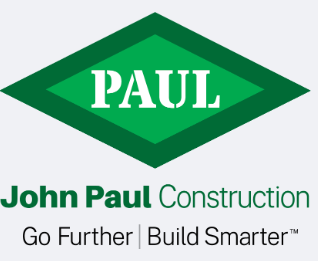 PAUL
John Paul Construction
Go Further | Build Smarter™